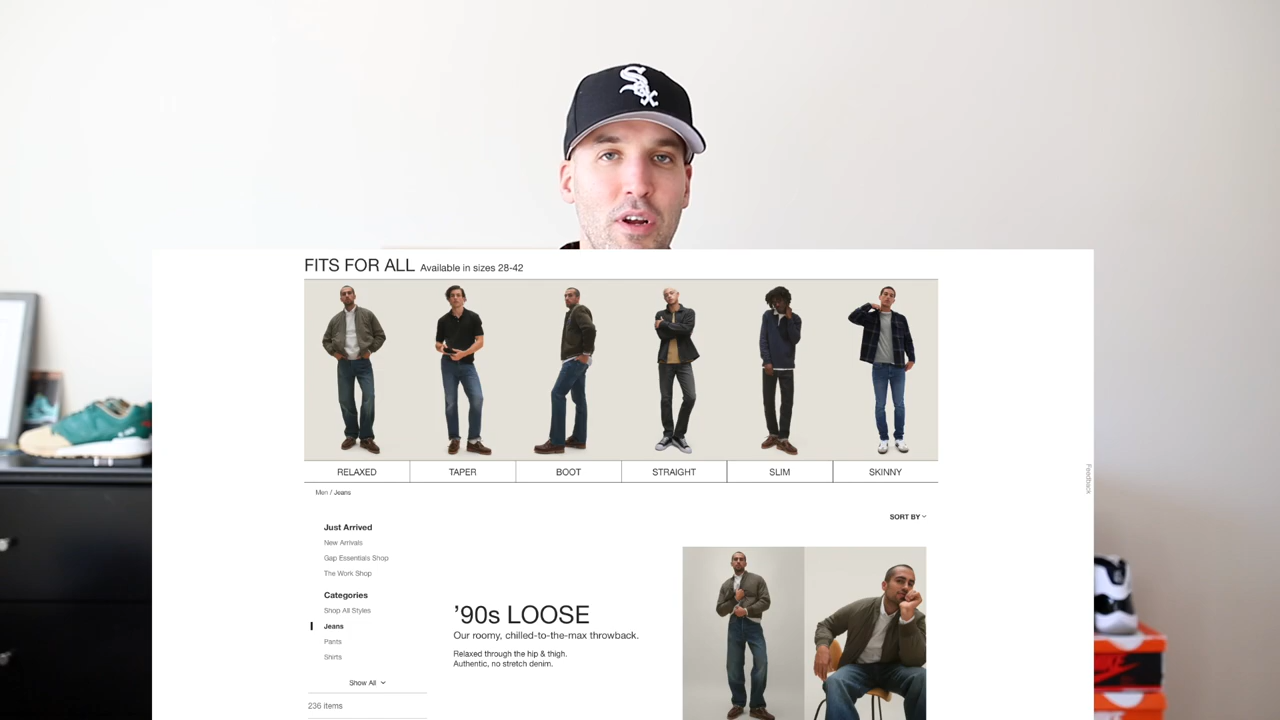 Sox
FITS FOR ALL Available in sizes 28-42
RELAXED TAPER BOOT STRAIGHT SLIM SKINNY
Men / Jeans
Feedback
SORT BY
Just Arrived
New Arrivals
Gap Essentials Shop
The Work Shop
Categories
Shop All Styles
Jeans
Pants
Shirts
Show All
236 items
’90s LOOSE
Our roomy, chilled-to-the-max throwback.
Relaxed through the hip & thigh.
Authentic, no stretch denim.